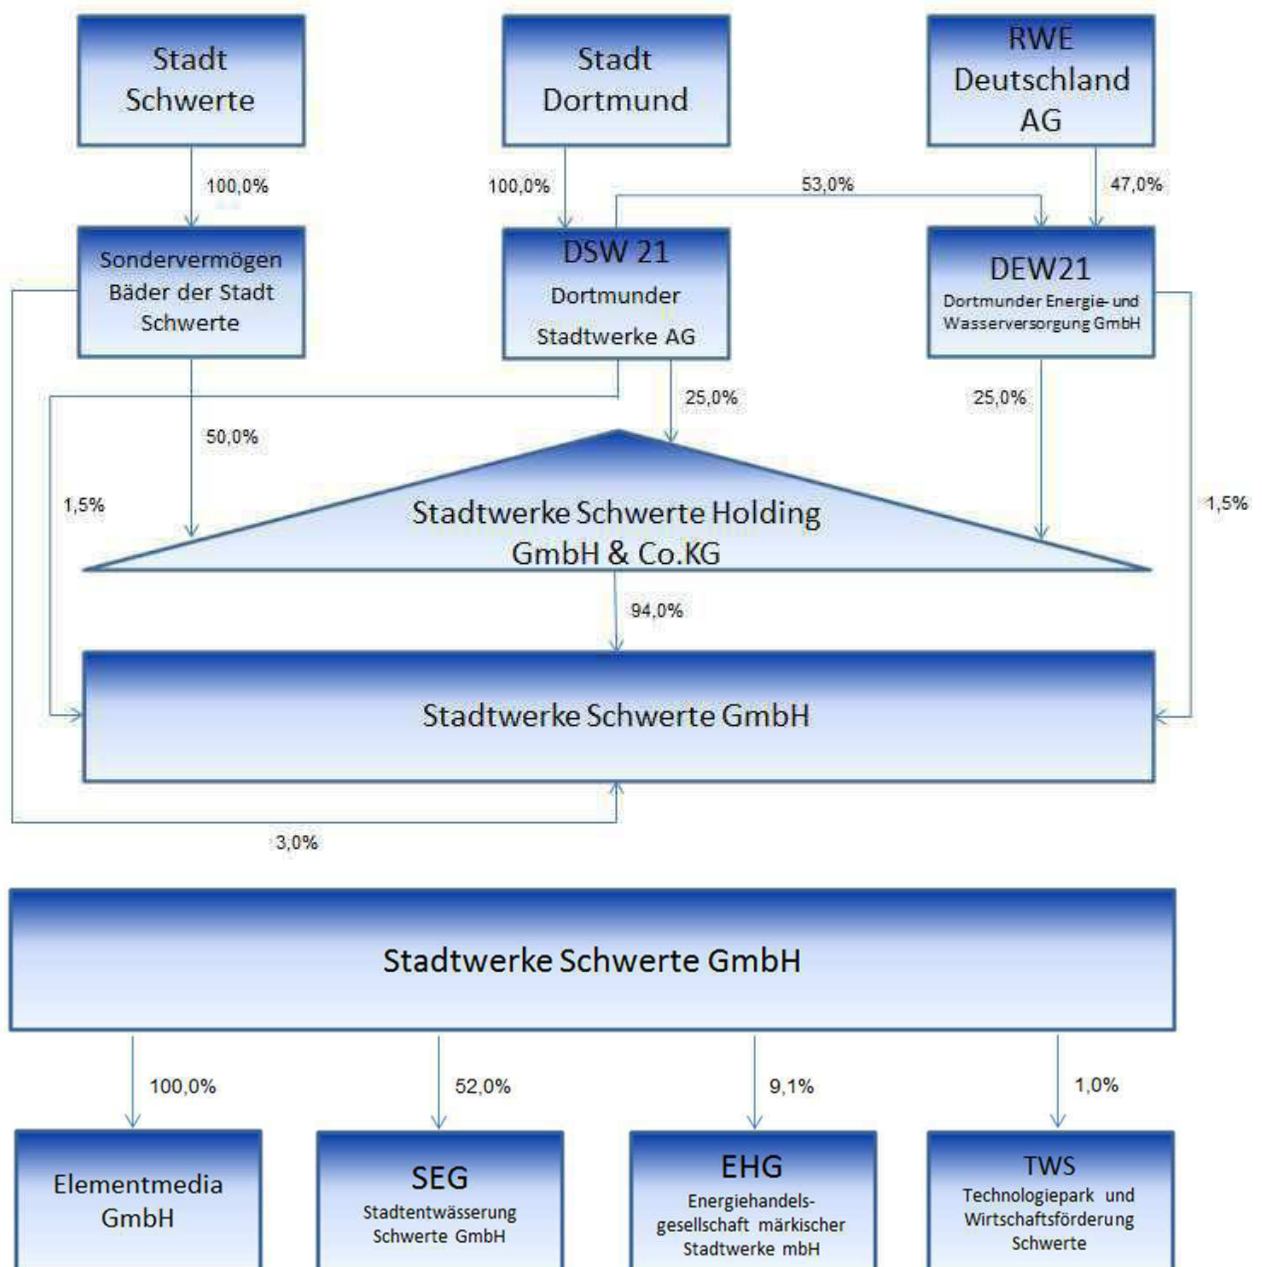 Stadt
Schwerte
Stadt
Dortmund
RWE
Deutschland
AG
100,0%
100,0%
53,0%
47,0%
Sondervermögen
Bäder der Stadt
Schwerte
DSW 21
Dortmunder
Stadtwerke AG
DEW21
Dortmunder Energie- und
Wasserversorgung GmbH
25,0%
25,0%
50,0%
1,5%
1,5%
Stadtwerke Schwerte Holding
GmbH & Co.KG
94,0%
Stadtwerke Schwerte GmbH
3,0%
Stadtwerke Schwerte GmbH
100,0%
52,0%
9,1%
1,0%
Elementmedia
GmbH
SEG
Stadtentwässerung
Schwerte GmbH
EHG
Energiehandels-
gesellschaft märkischer
Stadtwerke mbH
TWS
Technologiepark und
Wirtschaftsförderung
Schwerte